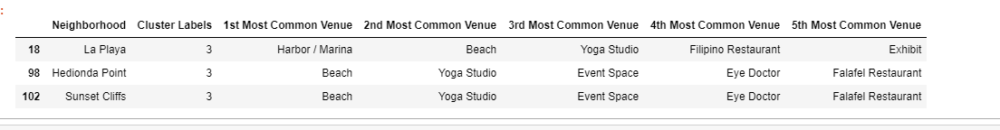 :
Neighborhood Cluster Labels 1st Most Common Venue 2nd Most Common Venue 3rd Most Common Venue 4th Most Common Venue 5th Most Common Venue
18 La Playa 3 Harbor / Marina Beach Yoga Studio Filipino Restaurant Exhibit
98 Hedionda Point 3 Beach Yoga Studio Event Space Eye Doctor Falafel Restaurant
102 Sunset Cliffs 3 Beach Yoga Studio Event Space Eye Doctor Falafel Restaurant